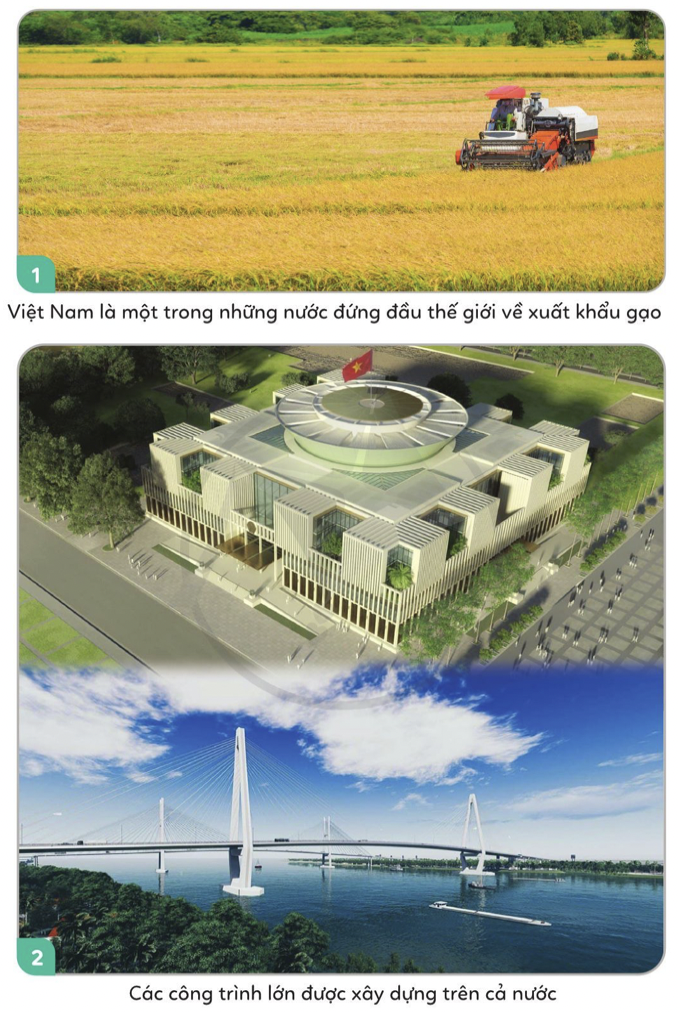 1
Việt Nam là một trong những nước đứng đầu thế giới về xuất khẩu gạo
2
Các công trình lớn được xây dựng trên cả nước